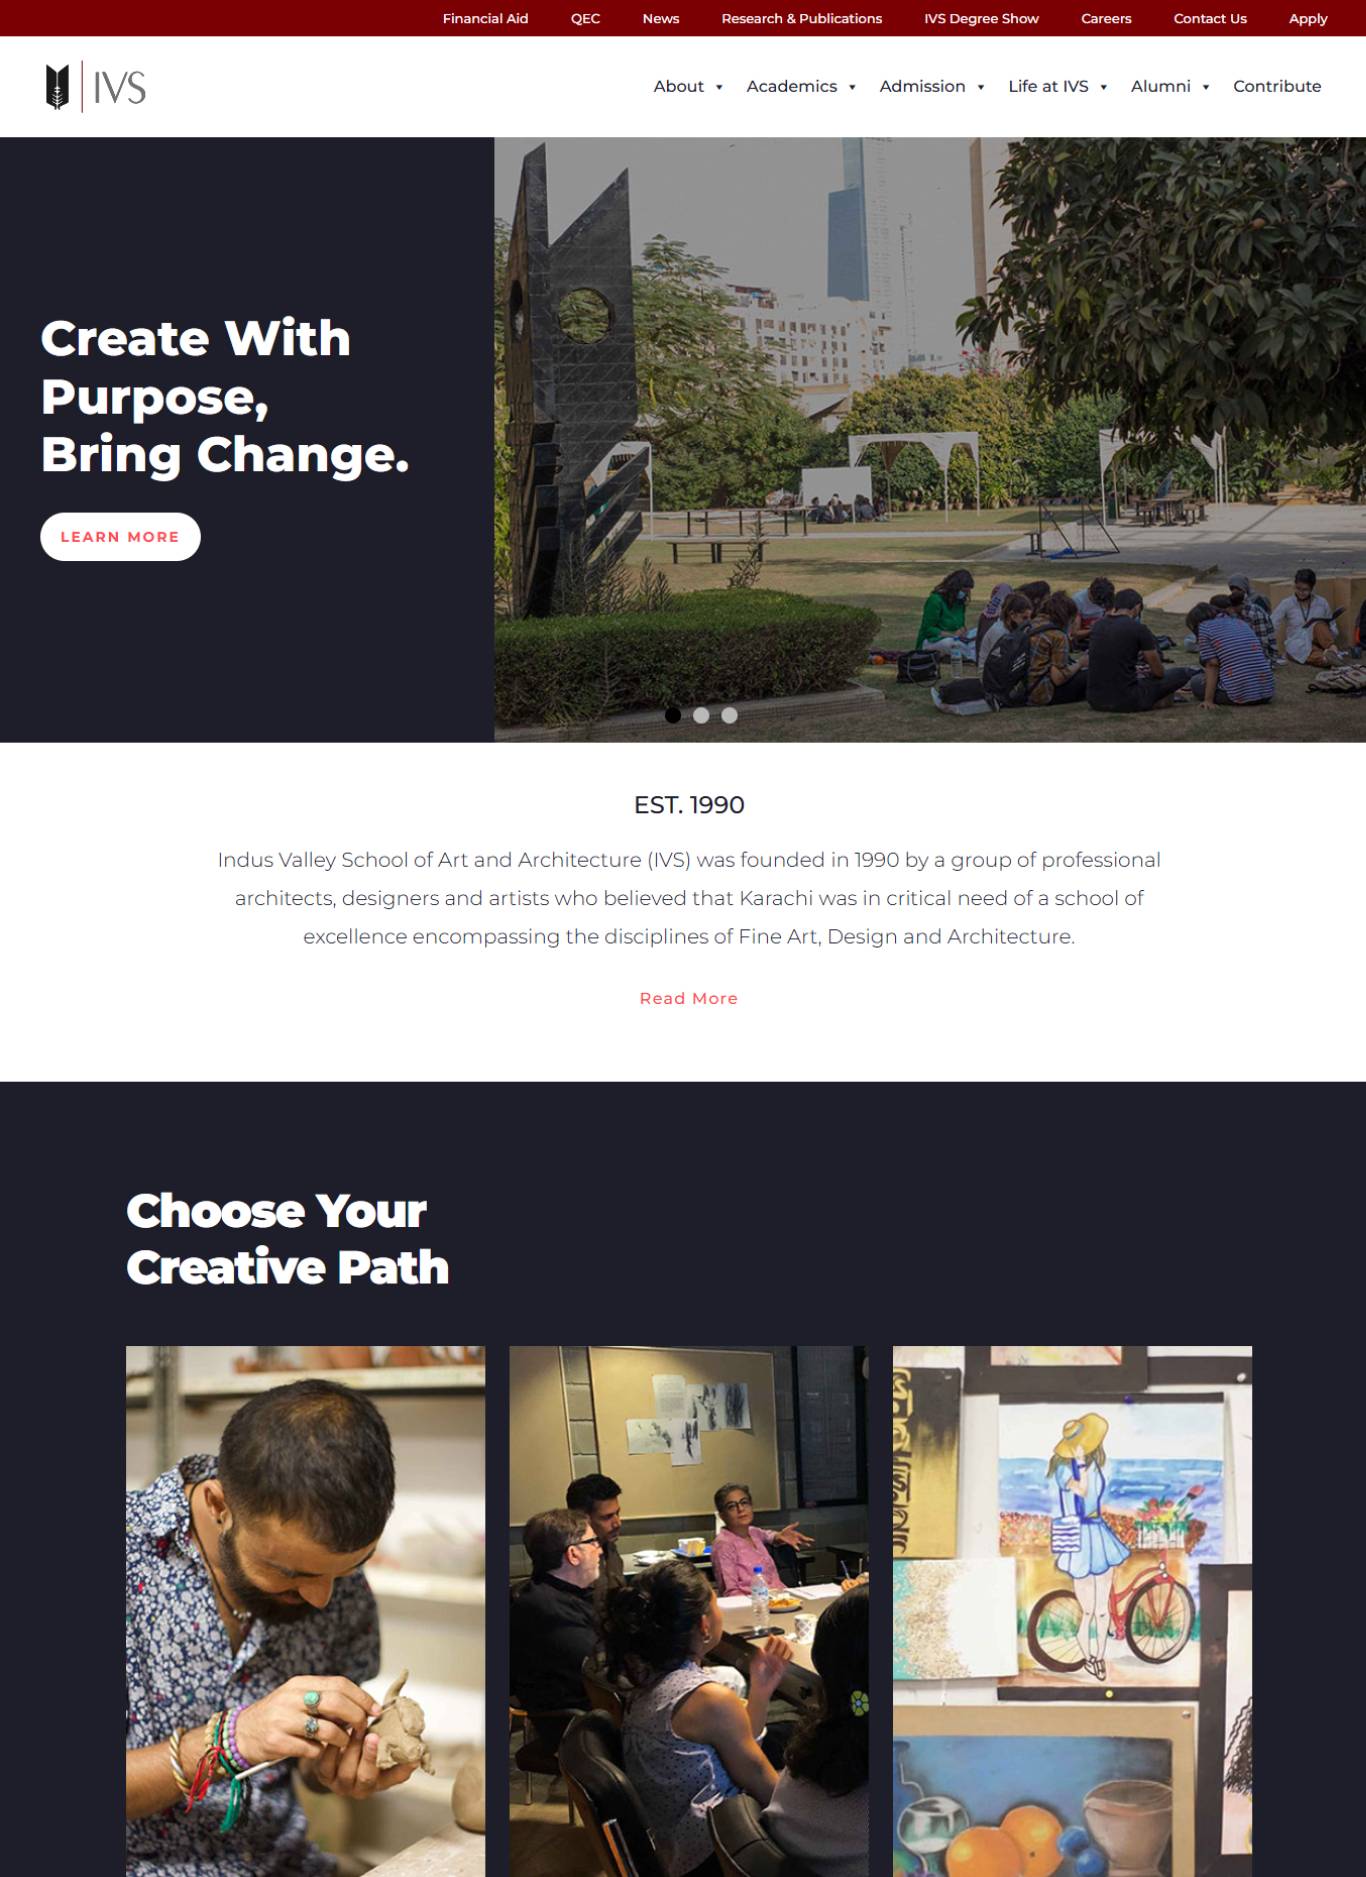 Financial Aid QEC News Research & Publications IVS Degree Show Careers Contact Us Apply
IVS
About Academics Admission Life at IVS Alumni Contribute
Create With
Purpose,
Bring Change.
LEARN MORE
EST. 1990
Indus Valley School of Art and Architecture (IVS) was founded in 1990 by a group of professional
architects, designers and artists who believed that Karachi was in critical need of a school of
excellence encompassing the disciplines of Fine Art, Design and Architecture.
Read More
Choose Your
Creative Path